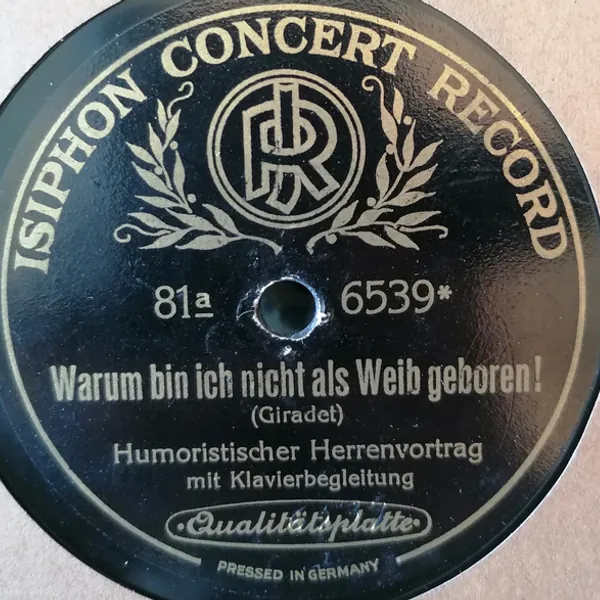 ISIPHON CONCERT RECORD
81a 6539*
Warum bin ich nicht als Weib geboren!
(Giradet)
Humoristischer Herrenvortrag
mit Klavierbegleitung
·Qualitätsplatte·
PRESSED IN GERMANY